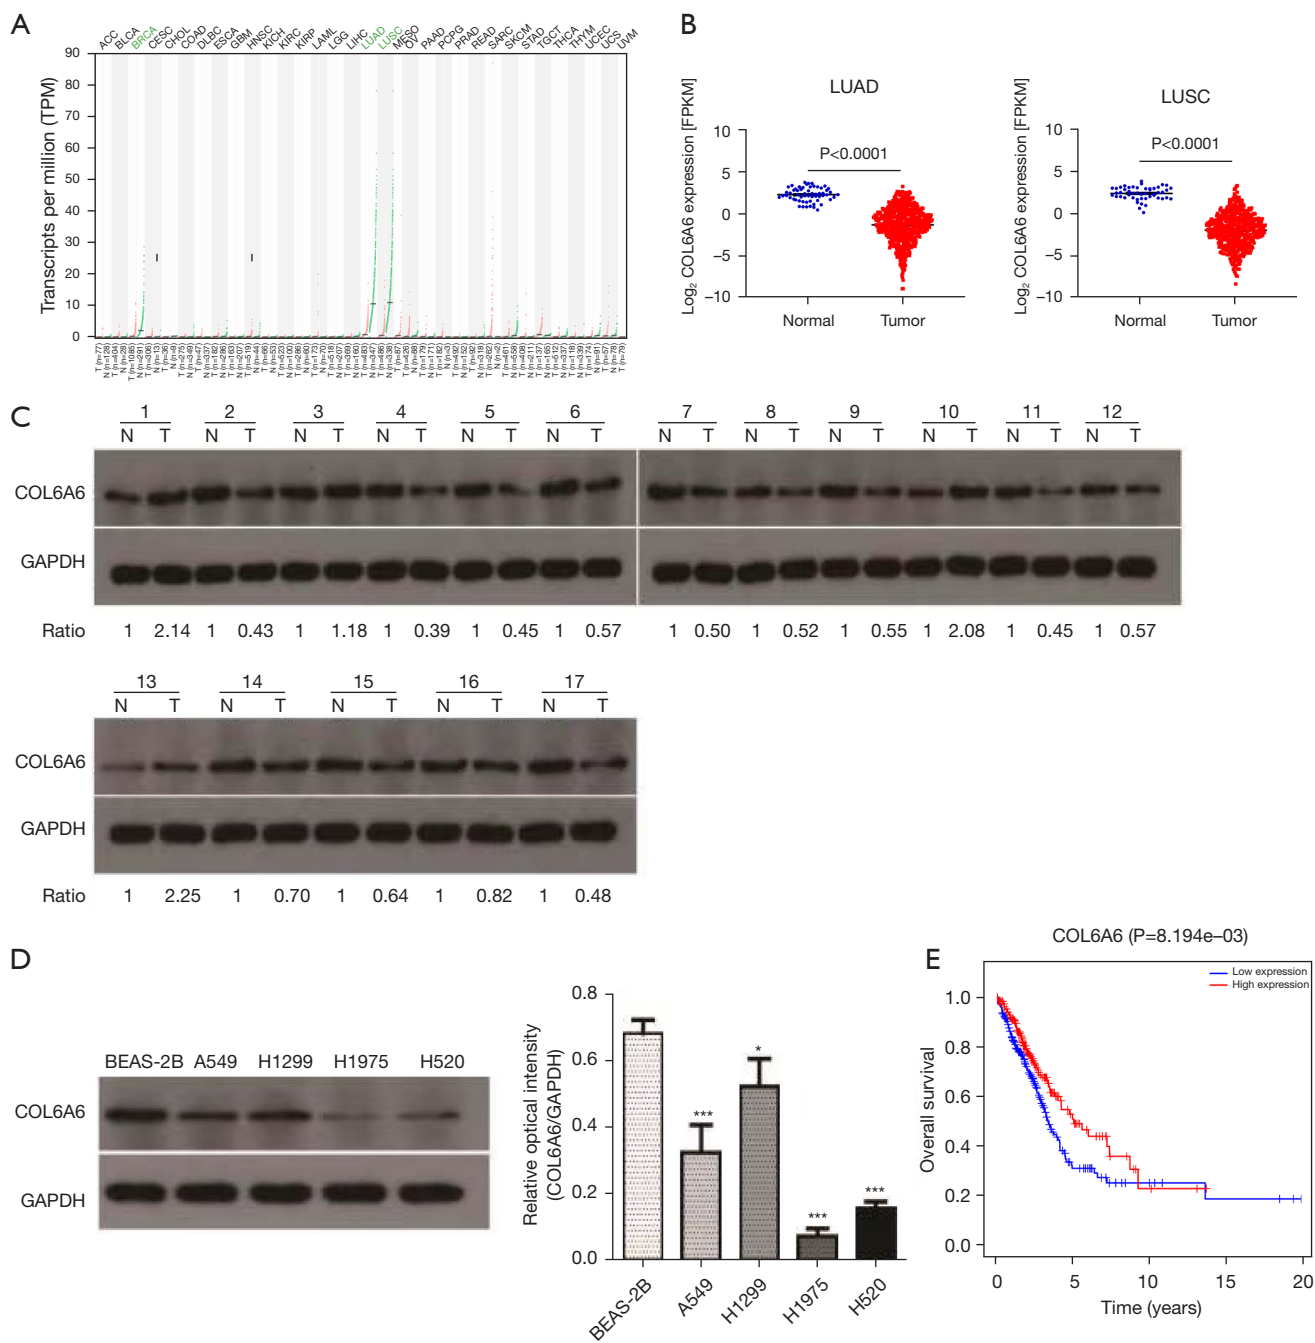 A
ACC BLCA BRCA CESC CHOL COAD DLBC ESCA GBM HNSC KICH KIRC KIRP LAML LGG LIHC LUAD LUSC MESO OV PAAD PCPG PRAD READ SARC SKCM STAD TGCT THCA THYM UCEC UCS UVM
Transcripts per million (TPM)
90
80
70
60
50
40
30
20
10
0
B
LUAD
Log2 COL6A6 expression [FPKM]
10
5
0
−5
−10
P<0.0001
Normal Tumor
LUSC
Log2 COL6A6 expression [FPKM]
10
5
0
−5
−10
P<0.0001
Normal Tumor
C
1 2 3 4 5 6 7 8 9 10 11 12
N T N T N T N T N T N T N T N T N T N T N T N T
COL6A6
GAPDH
Ratio 1 2.14 1 0.43 1 1.18 1 0.39 1 0.45 1 0.57 1 0.50 1 0.52 1 0.55 1 2.08 1 0.45 1 0.57
13 14 15 16 17
N T N T N T N T N T
COL6A6
GAPDH
Ratio 1 2.25 1 0.70 1 0.64 1 0.82 1 0.48
D
BEAS-2B A549 H1299 H1975 H520
COL6A6
GAPDH
Relative optical intensity
(COL6A6/GAPDH)
0.8
0.6
0.4
0.2
0.0
***
*
***
***
BEAS-2B A549 H1299 H1975 H520
E
COL6A6 (P=8.194e−03)
Low expression
High expression
Overall survival
1.0
0.8
0.6
0.4
0.2
0.0
0 5 10 15 20
Time (years)